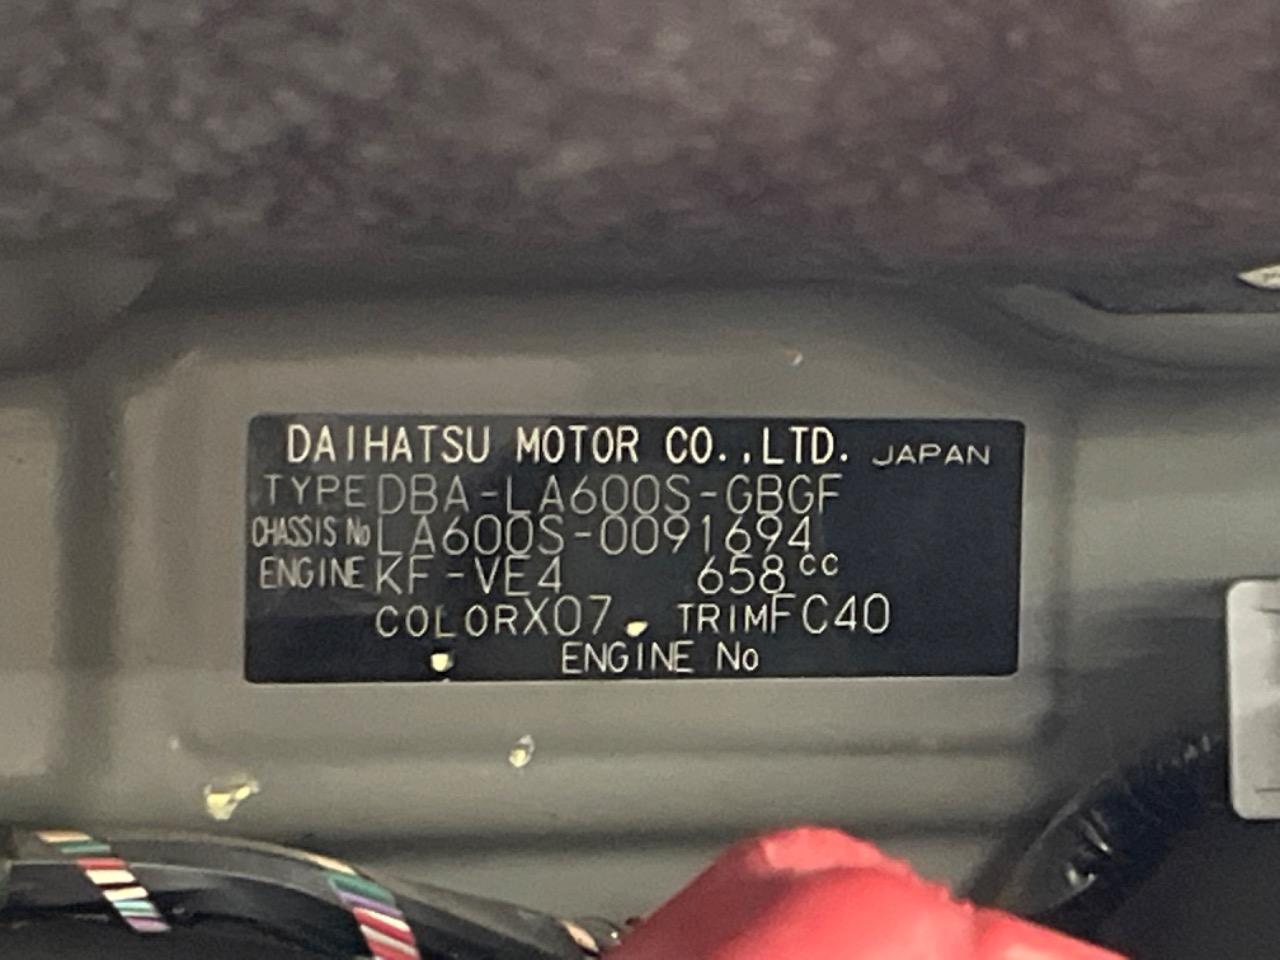 DAIHATSU MOTOR CO.,LTD. JAPAN
TYPE DBA-LA600S-GBGF
CHASSIS No LA600S-0091694
ENGINE KF-VE4 658cc
COLOR X07 TRIM FC40
ENGINE No